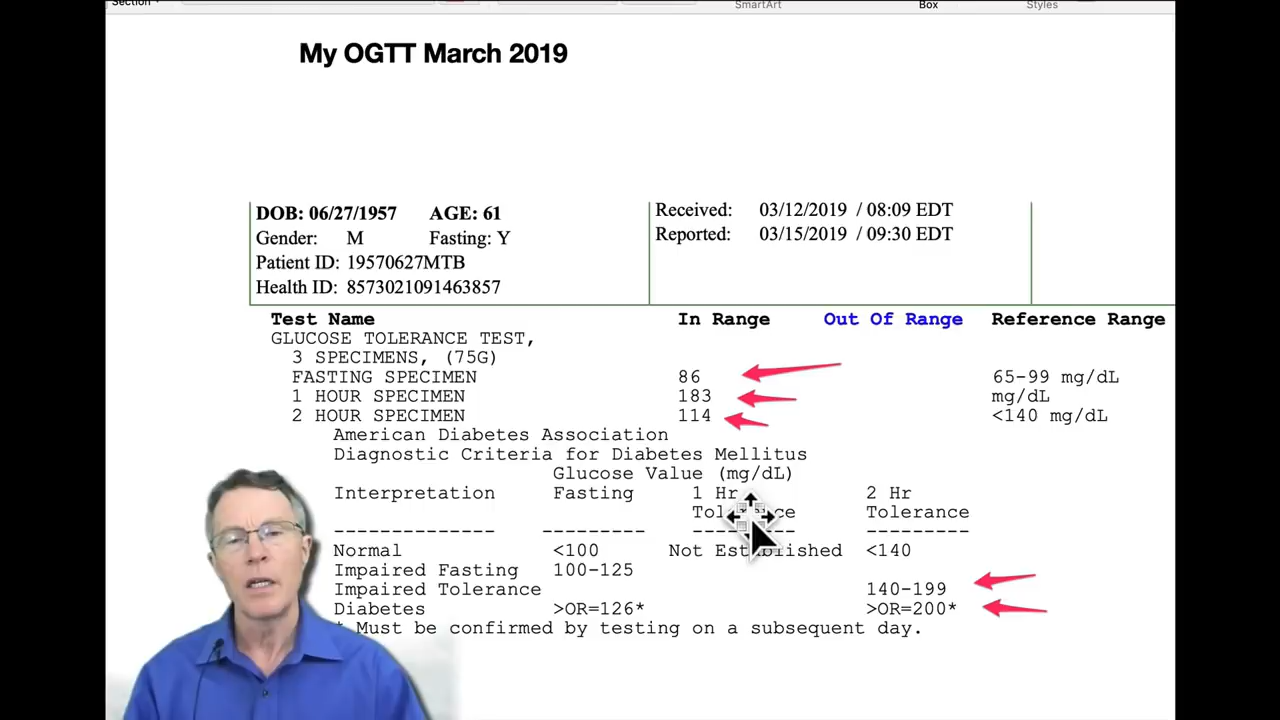 Section
SmartArt
Box
Styles
My OGTT March 2019
DOB: 06/27/1957 AGE: 61
Gender: M Fasting: Y
Patient ID: 19570627MTB
Health ID: 8573021091463857
Received: 03/12/2019 / 08:09 EDT
Reported: 03/15/2019 / 09:30 EDT
Test Name In Range Out Of Range Reference Range
GLUCOSE TOLERANCE TEST,
3 SPECIMENS, (75G)
FASTING SPECIMEN 86 65-99 mg/dL
1 HOUR SPECIMEN 183 mg/dL
2 HOUR SPECIMEN 114 <140 mg/dL
American Diabetes Association
Diagnostic Criteria for Diabetes Mellitus
Glucose Value (mg/dL)
Interpretation Fasting 1 Hr 2 Hr
Tolerance Tolerance
-------------- --------- --------- ---------
Normal <100 Not Established <140
Impaired Fasting 100-125
Impaired Tolerance 140-199
Diabetes >OR=126* >OR=200*
* Must be confirmed by testing on a subsequent day.